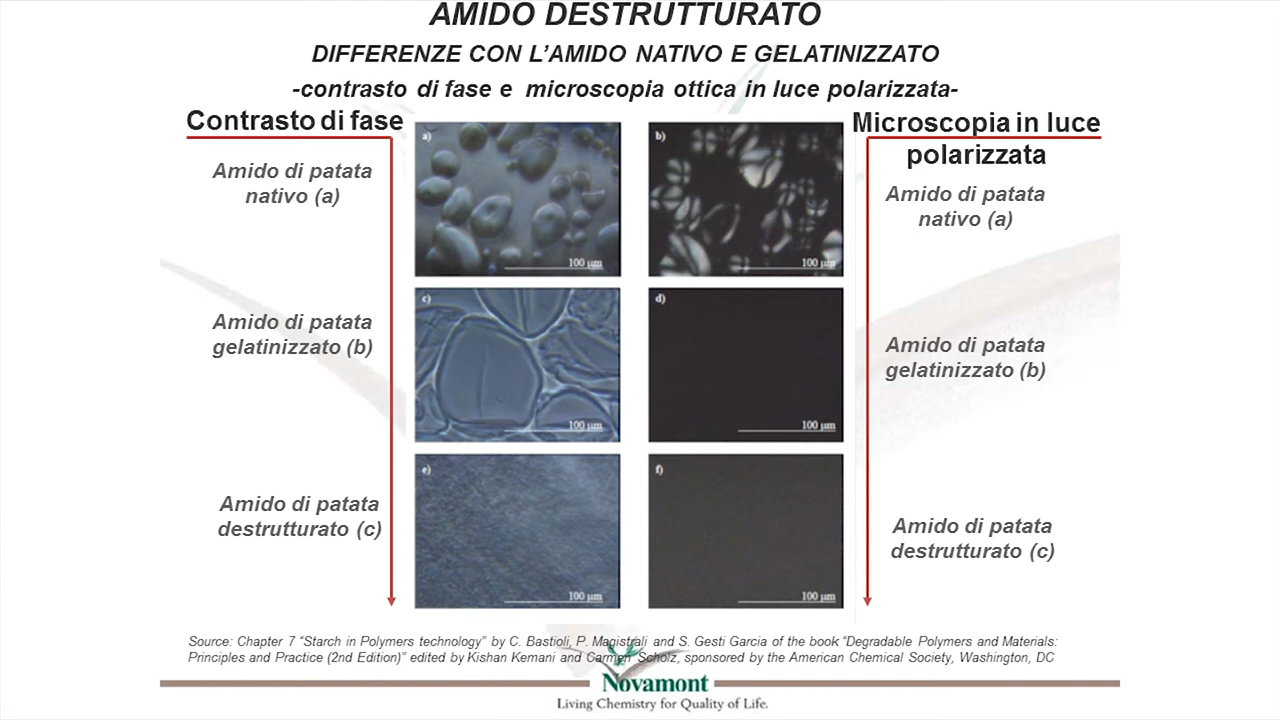 AMIDO DESTRUTTURATO
DIFFERENZE CON L'AMIDO NATIVO E GELATINIZZATO
-contrasto di fase e microscopia ottica in luce polarizzata-
Contrasto di fase
Amido di patata
nativo (a)
Amido di patata
gelatinizzato (b)
Amido di patata
destrutturato (c)
a)
100 µm
b)
100 µm
c)
100 µm
d)
100 µm
e)
100 µm
f)
100 µm
Microscopia in luce
polarizzata
Amido di patata
nativo (a)
Amido di patata
gelatinizzato (b)
Amido di patata
destrutturato (c)
Source: Chapter 7 "Starch in Polymers technology" by C. Bastioli, P. Magistrali and S. Gesti Garcia of the book "Degradable Polymers and Materials:
Principles and Practice (2nd Edition)" edited by Kishan Kemani and Carmen Scholz, sponsored by the American Chemical Society, Washington, DC
Novamont
Living Chemistry for Quality of Life.